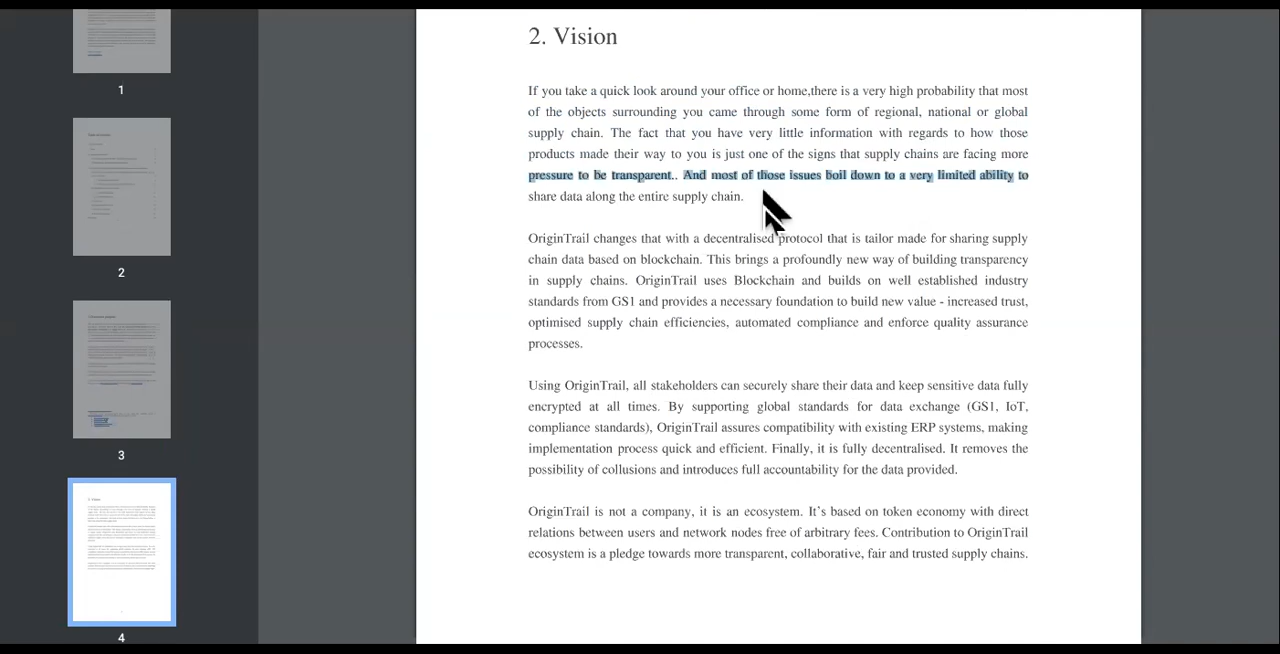 2. Vision
If you take a quick look around your office or home,there is a very high probability that most
of the objects surrounding you came through some form of regional, national or global
supply chain. The fact that you have very little information with regards to how those
products made their way to you is just one of the signs that supply chains are facing more
pressure to be transparent.. And most of those issues boil down to a very limited ability to
share data along the entire supply chain.
OriginTrail changes that with a decentralised protocol that is tailor made for sharing supply
chain data based on blockchain. This brings a profoundly new way of building transparency
in supply chains. OriginTrail uses Blockchain and builds on well established industry
standards from GS1 and provides a necessary foundation to build new value - increased trust,
optimised supply chain efficiencies, automated compliance and enforce quality assurance
processes.
Using OriginTrail, all stakeholders can securely share their data and keep sensitive data fully
encrypted at all times. By supporting global standards for data exchange (GS1, IoT,
compliance standards), OriginTrail assures compatibility with existing ERP systems, making
implementation process quick and efficient. Finally, it is fully decentralised. It removes the
possibility of collusions and introduces full accountability for the data provided.
OriginTrail is not a company, it is an ecosystem. It's based on token economy with direct
relations between users and network nodes free of arbitrary fees. Contribution to OriginTrail
ecosystem is a pledge towards more transparent, collaborative, fair and trusted supply chains.
1
2
3
4